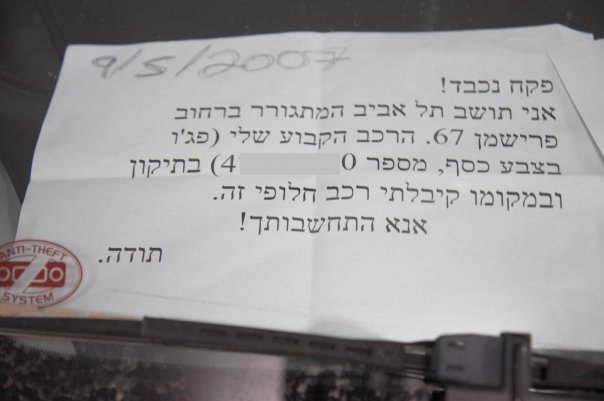 9/5/2007
פקח נכבד!
אני תושב תל אביב המתגורר ברחוב
פרישמן 67. הרכב הקבוע שלי (פג'ו
בצבע כסף, מספר 4 0) בתיקון
ובמקומו קיבלתי רכב חלופי זה.
אנא התחשבותך!
תודה.
ANTI-THEFT
SYSTEM